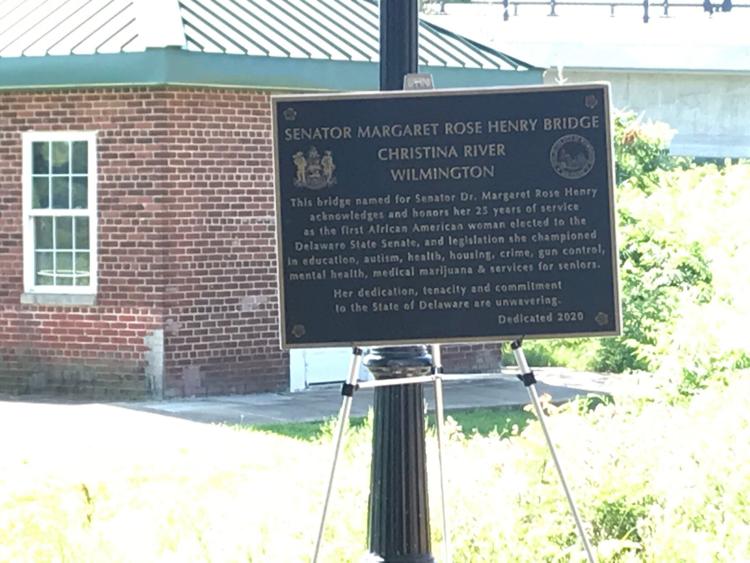 SENATOR MARGARET ROSE HENRY BRIDGE
CHRISTINA RIVER
WILMINGTON
This bridge named for Senator Dr. Margaret Rose Henry
acknowledges and honors her 25 years of service
as the first African American woman elected to the
Delaware State Senate, and legislation she championed
in education, autism, health, housing, crime, gun control,
mental health, medical marijuana & services for seniors.
Her dedication, tenacity and commitment
to the State of Delaware are unwavering.
Dedicated 2020